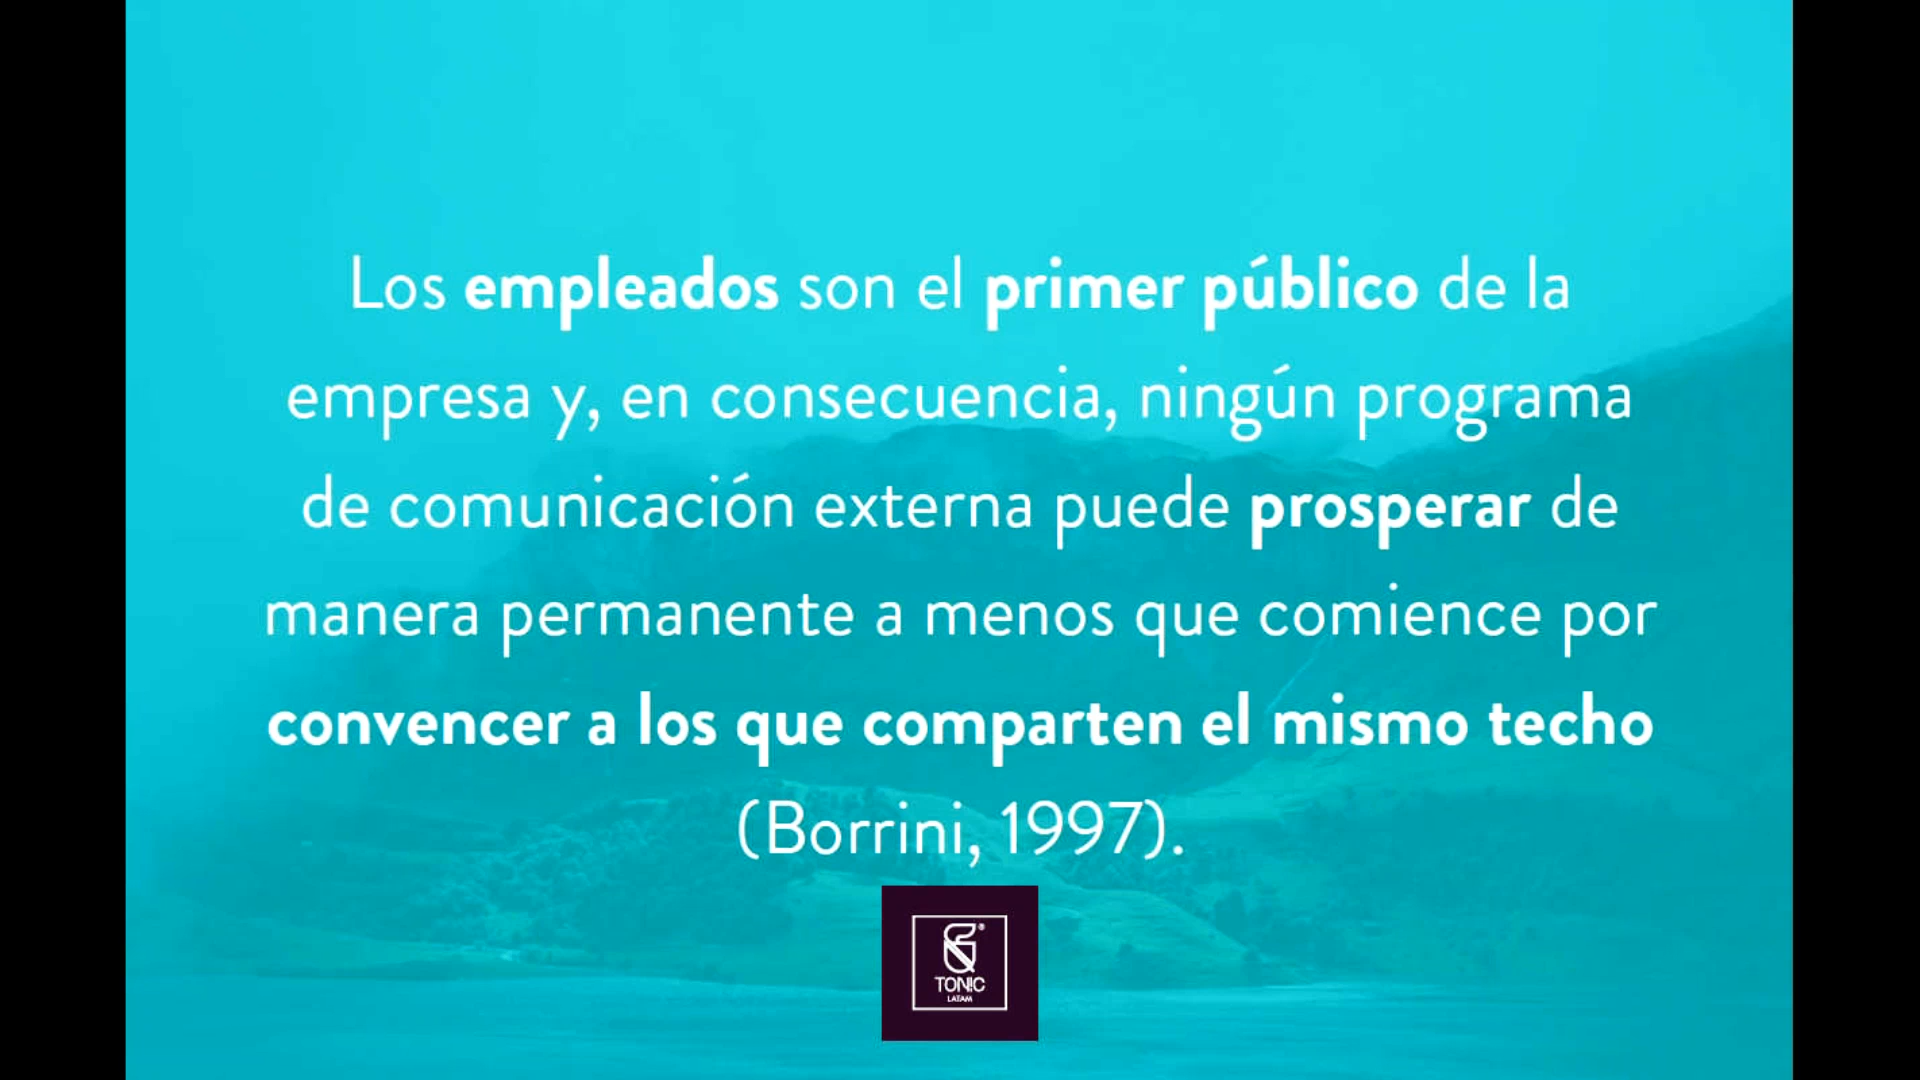 Los empleados son el primer público de la
empresa y, en consecuencia, ningún programa
de comunicación externa puede prosperar de
manera permanente a menos que comience por
convencer a los que comparten el mismo techo
(Borrini, 1997).
TONIC
LATAM